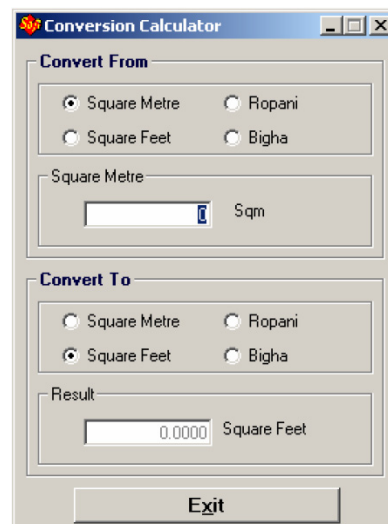 Conversion Calculator
Convert From
Square Metre Ropani
Square Feet Bigha
Square Metre
0 Sqm
Convert To
Square Metre Ropani
Square Feet Bigha
Result
0.0000 Square Feet
Exit